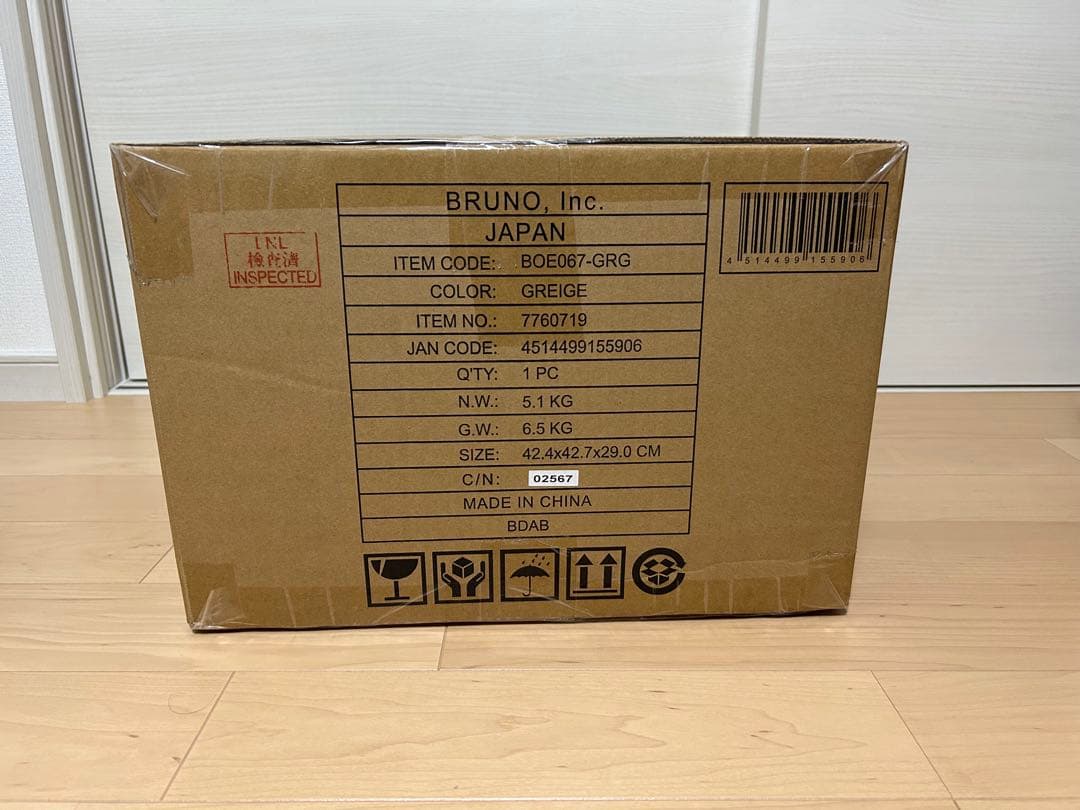 BRUNO, Inc.
JAPAN
ITEM CODE: BOE067-GRG
COLOR: GREIGE
ITEM NO.: 7760719
JAN CODE: 4514499155906
Q'TY: 1 PC
N.W.: 5.1 KG
G.W.: 6.5 KG
SIZE: 42.4x42.7x29.0 CM
C/N: 02567
MADE IN CHINA
BDAB
4 514499 155906
検査済
INSPECTED